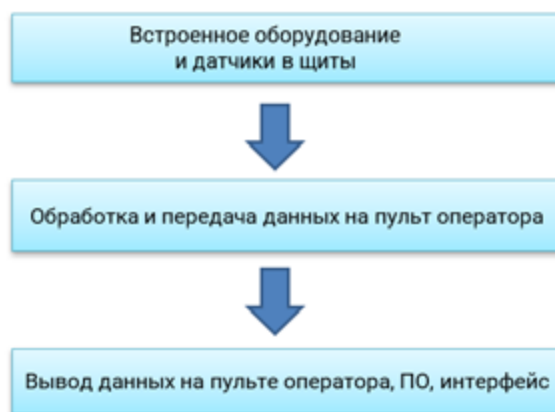 Встроенное оборудование
и датчики в щиты
Обработка и передача данных на пульт оператора
Вывод данных на пульте оператора, ПО, интерфейс